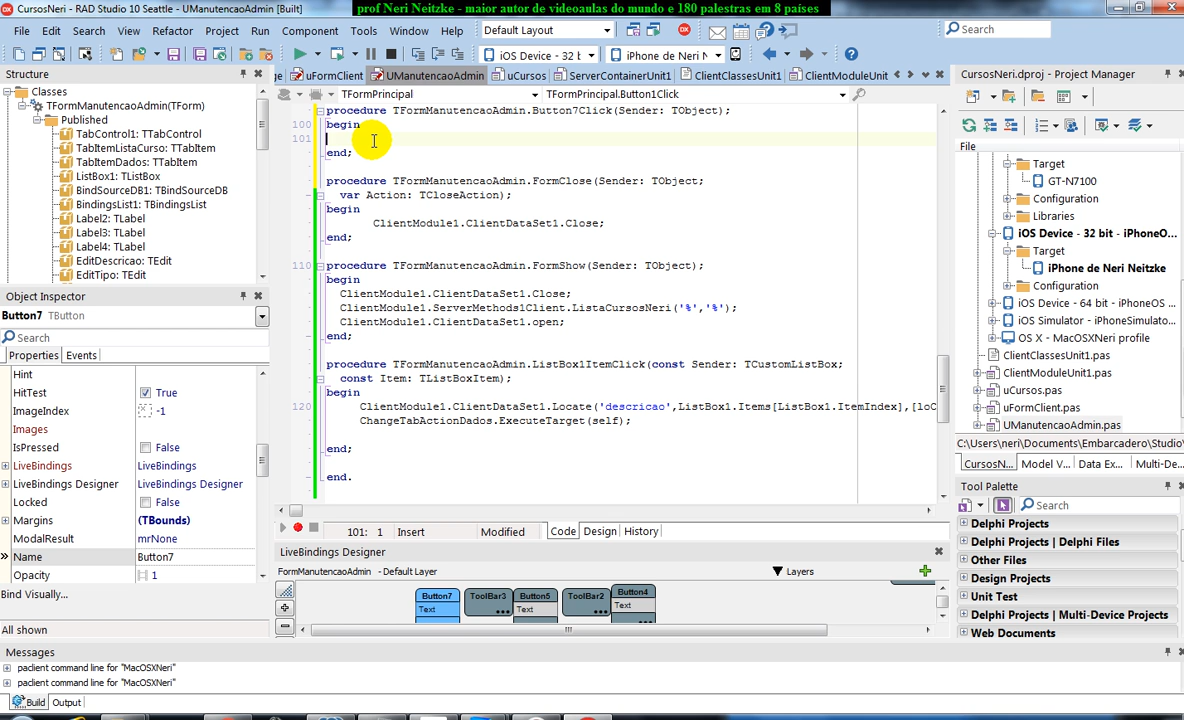 CursosNeri - RAD Studio 10 Seattle - UManutencaoAdmin [Built]
prof Neri Neitzke - maior autor de videoaulas do mundo e 180 palestras em 8 países
File Edit Search View Refactor Project Run Component Tools Window Help
Default Layout
Search
iOS Device - 32 b
iPhone de Neri N
Structure
uFormClient UManutencaoAdmin uCursos ServerContainerUnit1 ClientClassesUnit1 ClientModuleUnit
CursosNeri.dproj - Project Manager
Classes
TFormManutencaoAdmin(TForm)
Published
TabControl1: TTabControl
TabItemListaCurso: TTabItem
TabItemDados: TTabItem
ListBox1: TListBox
BindSourceDB1: TBindSourceDB
BindingsList1: TBindingsList
Label2: TLabel
Label3: TLabel
Label4: TLabel
EditDescricao: TEdit
EditTipo: TEdit
TFormPrincipal
TFormPrincipal.Button1Click
procedure TFormManutencaoAdmin.Button7Click(Sender: TObject);
100 begin
101
end;
procedure TFormManutencaoAdmin.FormClose(Sender: TObject;
var Action: TCloseAction);
begin
ClientModule1.ClientDataSet1.Close;
end;
110 procedure TFormManutencaoAdmin.FormShow(Sender: TObject);
begin
ClientModule1.ClientDataSet1.Close;
ClientModule1.ServerMethods1Client.ListaCursosNeri('%','%');
ClientModule1.ClientDataSet1.open;
end;
procedure TFormManutencaoAdmin.ListBox1ItemClick(const Sender: TCustomListBox;
const Item: TListBoxItem);
begin
120 ClientModule1.ClientDataSet1.Locate('descricao',ListBox1.Items[ListBox1.ItemIndex],[loC
ChangeTabActionDados.ExecuteTarget(self);
end;
end.
101: 1 Insert Modified Code Design History
File
Target
GT-N7100
Configuration
Libraries
iOS Device - 32 bit - iPhoneO...
Target
iPhone de Neri Neitzke
Configuration
iOS Device - 64 bit - iPhoneOS ...
iOS Simulator - iPhoneSimulato...
OS X - MacOSXNeri profile
ClientClassesUnit1.pas
ClientModuleUnit1.pas
uCursos.pas
uFormClient.pas
UManutencaoAdmin.pas
C:\Users\neri\Documents\Embarcadero\Studio\
CursosN... Model V... Data Ex... Multi-De...
Tool Palette
Search
Delphi Projects
Delphi Projects | Delphi Files
Other Files
Design Projects
Unit Test
Delphi Projects | Multi-Device Projects
Web Documents
Object Inspector
Button7 TButton
Search
Properties Events
Hint
HitTest True
ImageIndex -1
Images
IsPressed False
LiveBindings LiveBindings
LiveBindings Designer LiveBindings Designer
Locked False
Margins (TBounds)
ModalResult mrNone
Name Button7
Opacity 1
Bind Visually...
All shown
LiveBindings Designer
FormManutencaoAdmin - Default Layer
Layers
Button7 ToolBar3 Button5 ToolBar2 Button4
Text Text Text
Messages
paclient command line for "MacOSXNeri"
paclient command line for "MacOSXNeri"
Build Output